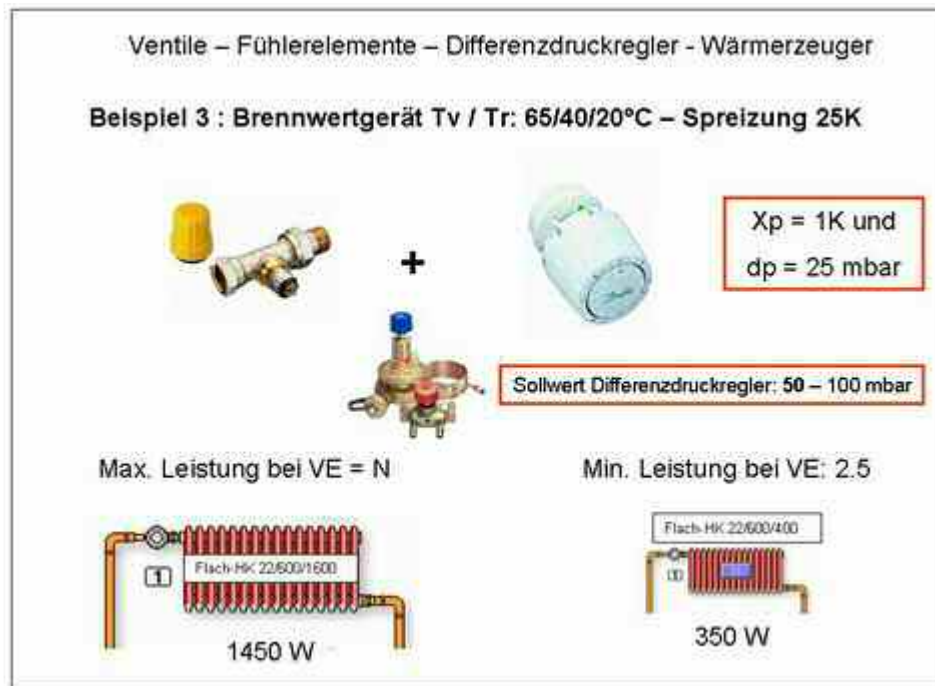 Ventile – Fühlerelemente – Differenzdruckregler - Wärmerzeuger
Beispiel 3 : Brennwertgerät Tv / Tr: 65/40/20°C – Spreizung 25K
+
Xp = 1K und
dp = 25 mbar
Sollwert Differenzdruckregler: 50 – 100 mbar
Max. Leistung bei VE = N
Min. Leistung bei VE: 2.5
Flach-HK 22/600/1600
1
1450 W
Flach-HK 22/600/400
1
350 W